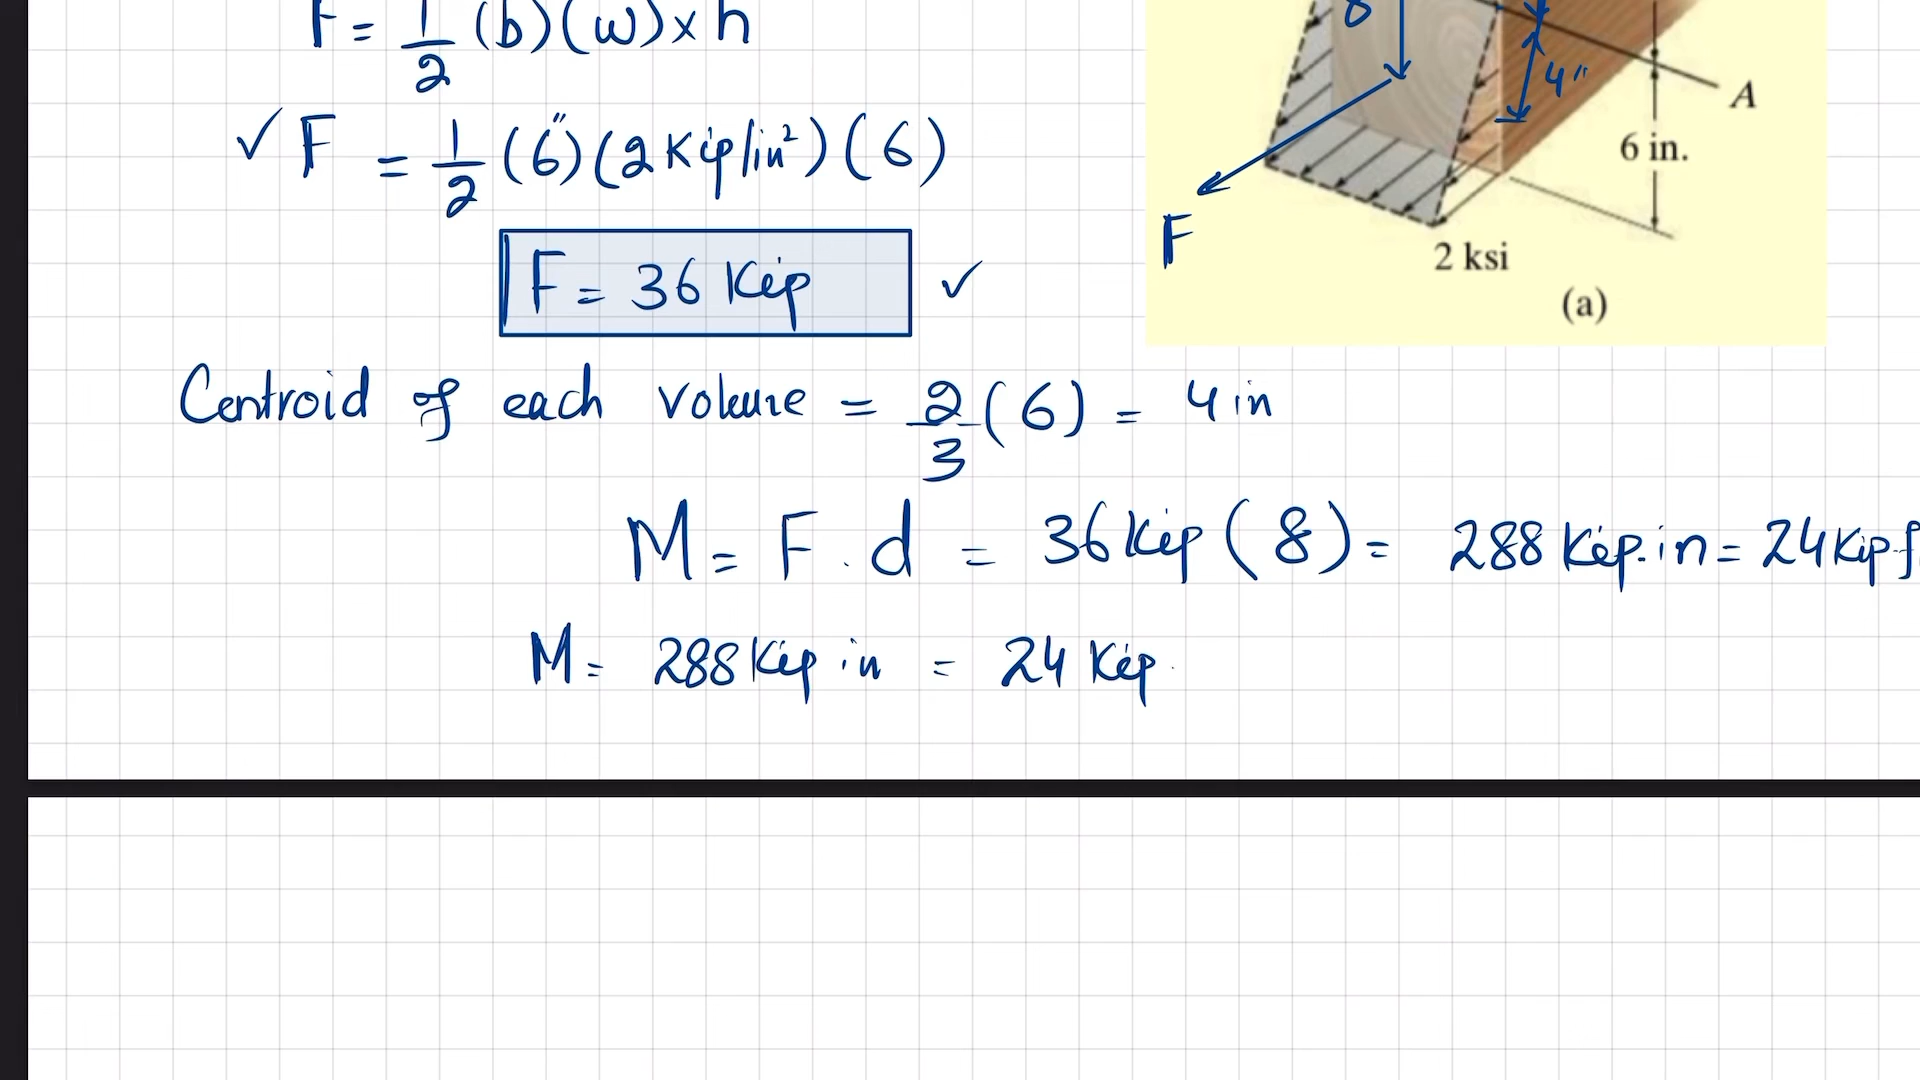 F = 1/2 (b)(w) x h
✓ F = 1/2 (6")(2 Kip/in²)(6)
F = 36 Kip ✓
Centroid of each volume = 2/3 (6) = 4 in
M = F . d = 36 Kip (8) = 288 Kip.in = 24 Kip.f
M = 288 Kip in = 24 Kip.
8
4"
A
6 in.
F
2 ksi
(a)